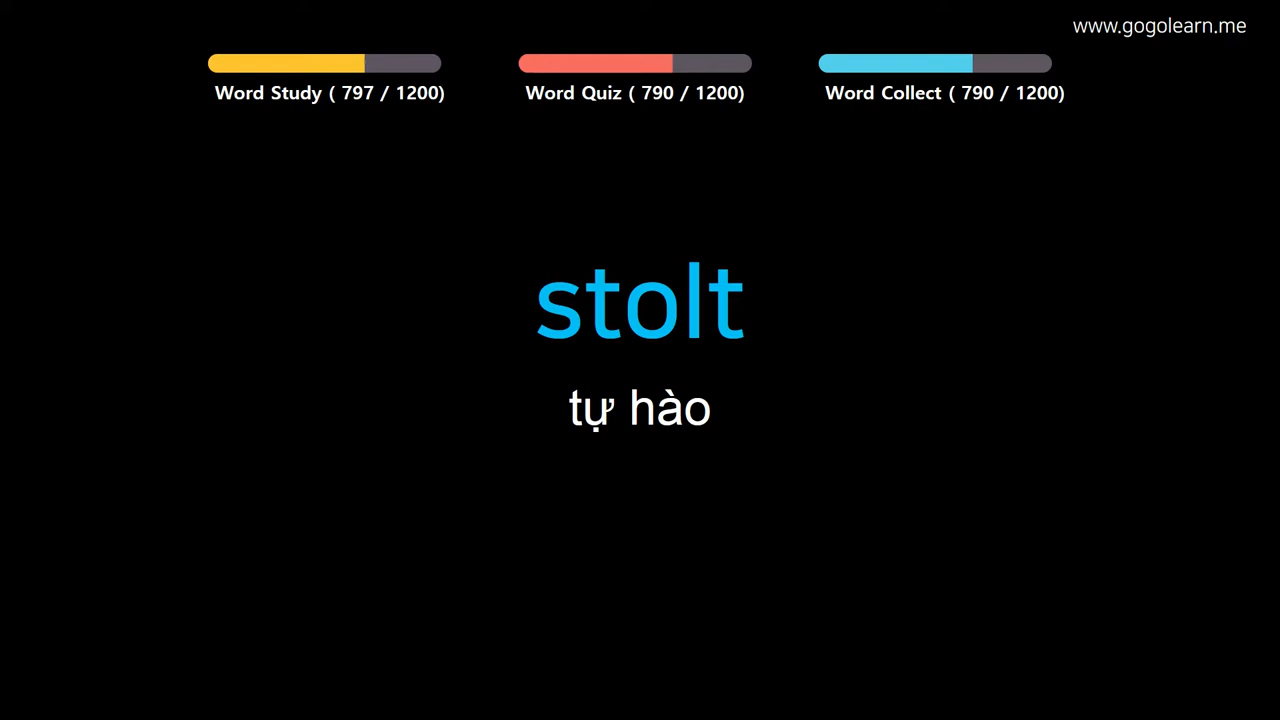 www.gogolearn.me
Word Study ( 797 / 1200)
Word Quiz ( 790 / 1200)
Word Collect ( 790 / 1200)
stolt
tự hào